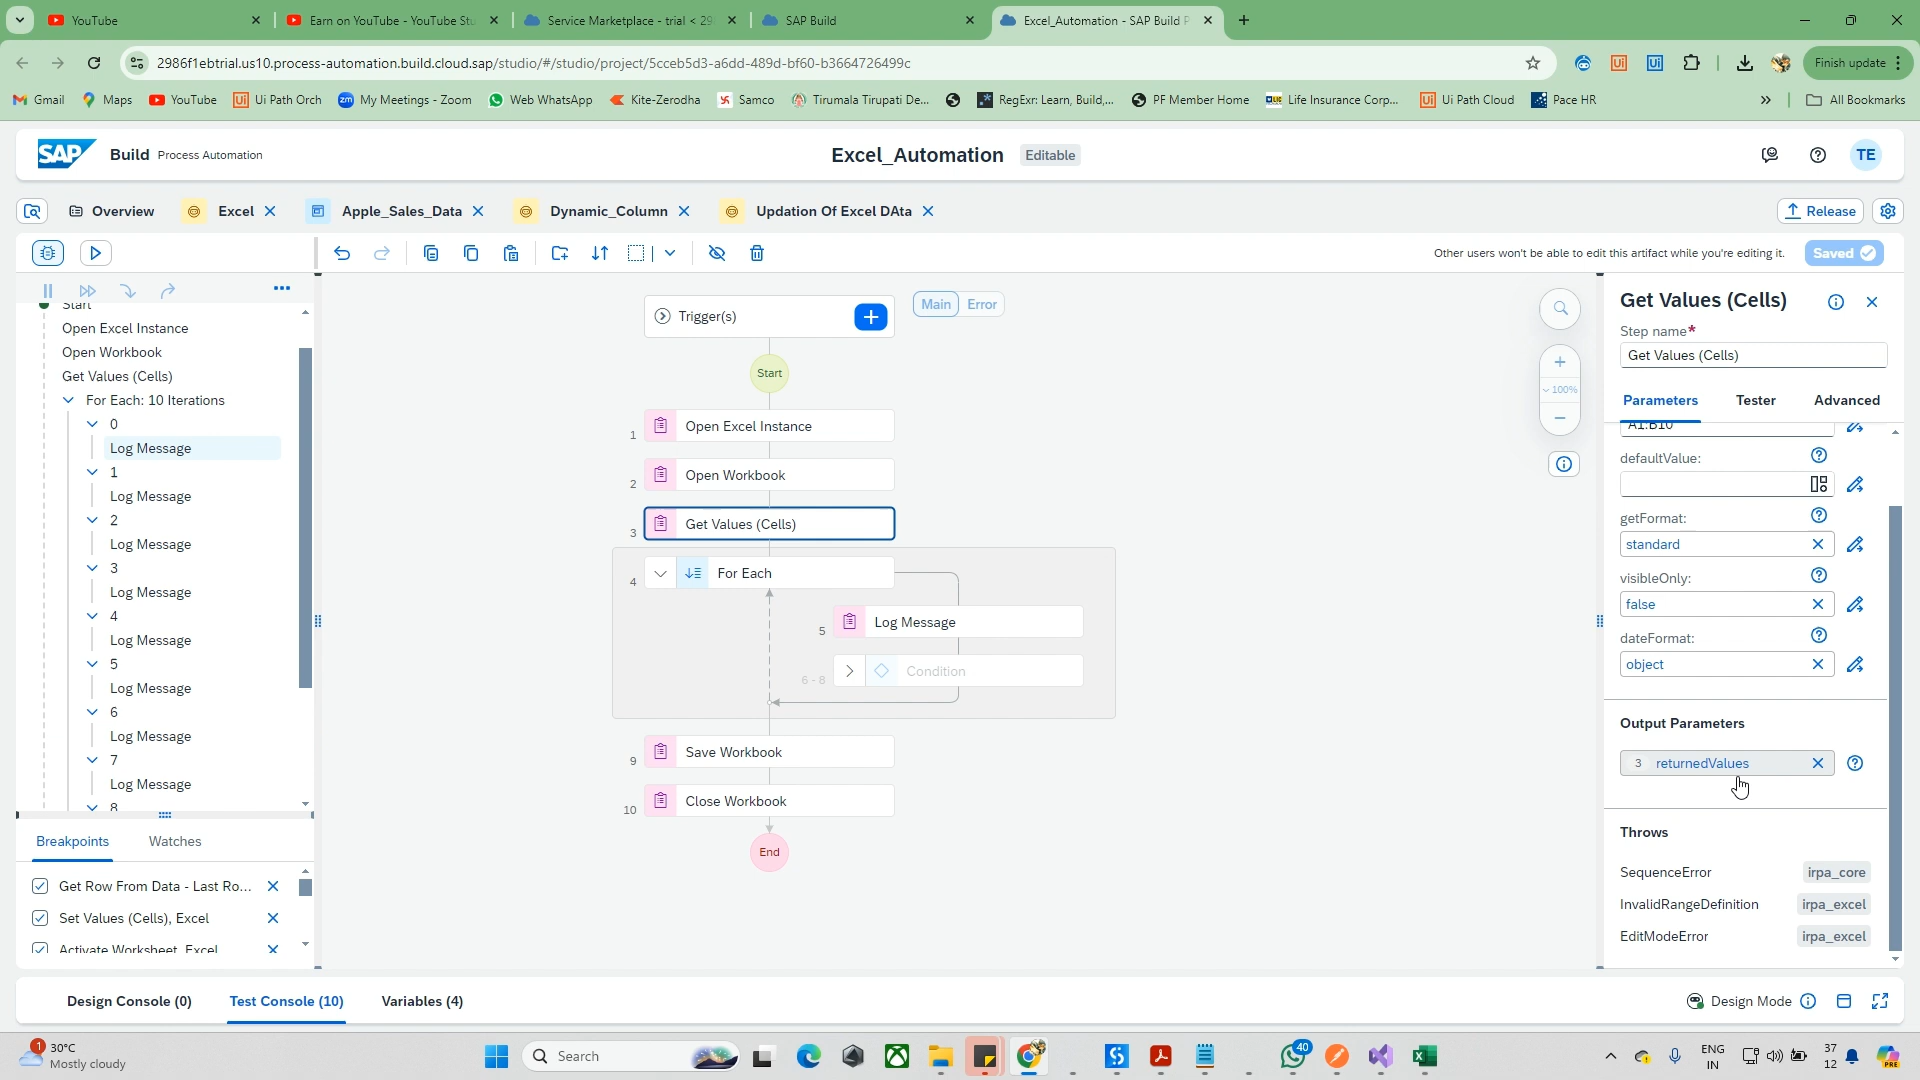 YouTube
Earn on YouTube - YouTube Stu
Service Marketplace - trial < 29
SAP Build
Excel_Automation - SAP Build P
2986f1ebtrial.us10.process-automation.build.cloud.sap/studio/#/studio/project/5cceb5d3-a6dd-489d-bf60-b3664726499c
Finish update
Gmail
Maps
YouTube
Ui Path Orch
My Meetings - Zoom
Web WhatsApp
Kite-Zerodha
Samco
Tirumala Tirupati De...
RegExr: Learn, Build,...
PF Member Home
Life Insurance Corp...
Ui Path Cloud
Pace HR
All Bookmarks
SAP
Build
Process Automation
Excel_Automation
Editable
TE
Overview
Excel
Apple_Sales_Data
Dynamic_Column
Updation Of Excel DAta
Release
Other users won't be able to edit this artifact while you're editing it.
Saved
Start
Open Excel Instance
Open Workbook
Get Values (Cells)
For Each: 10 Iterations
0
Log Message
1
Log Message
2
Log Message
3
Log Message
4
Log Message
5
Log Message
6
Log Message
7
Log Message
8
Breakpoints
Watches
Get Row From Data - Last Ro...
Set Values (Cells), Excel
Activate Worksheet, Excel
Trigger(s)
Main
Error
Start
1
Open Excel Instance
2
Open Workbook
3
Get Values (Cells)
4
For Each
5
Log Message
6 - 8
Condition
9
Save Workbook
10
Close Workbook
End
100%
Get Values (Cells)
Step name*
Get Values (Cells)
Parameters
Tester
Advanced
A1:B10
defaultValue:
getFormat:
standard
visibleOnly:
false
dateFormat:
object
Output Parameters
3 returnedValues
Throws
SequenceError
irpa_core
InvalidRangeDefinition
irpa_excel
EditModeError
irpa_excel
Design Console (0)
Test Console (10)
Variables (4)
Design Mode
1
30°C
Mostly cloudy
Search
40
ENG
IN
37
12
PRE